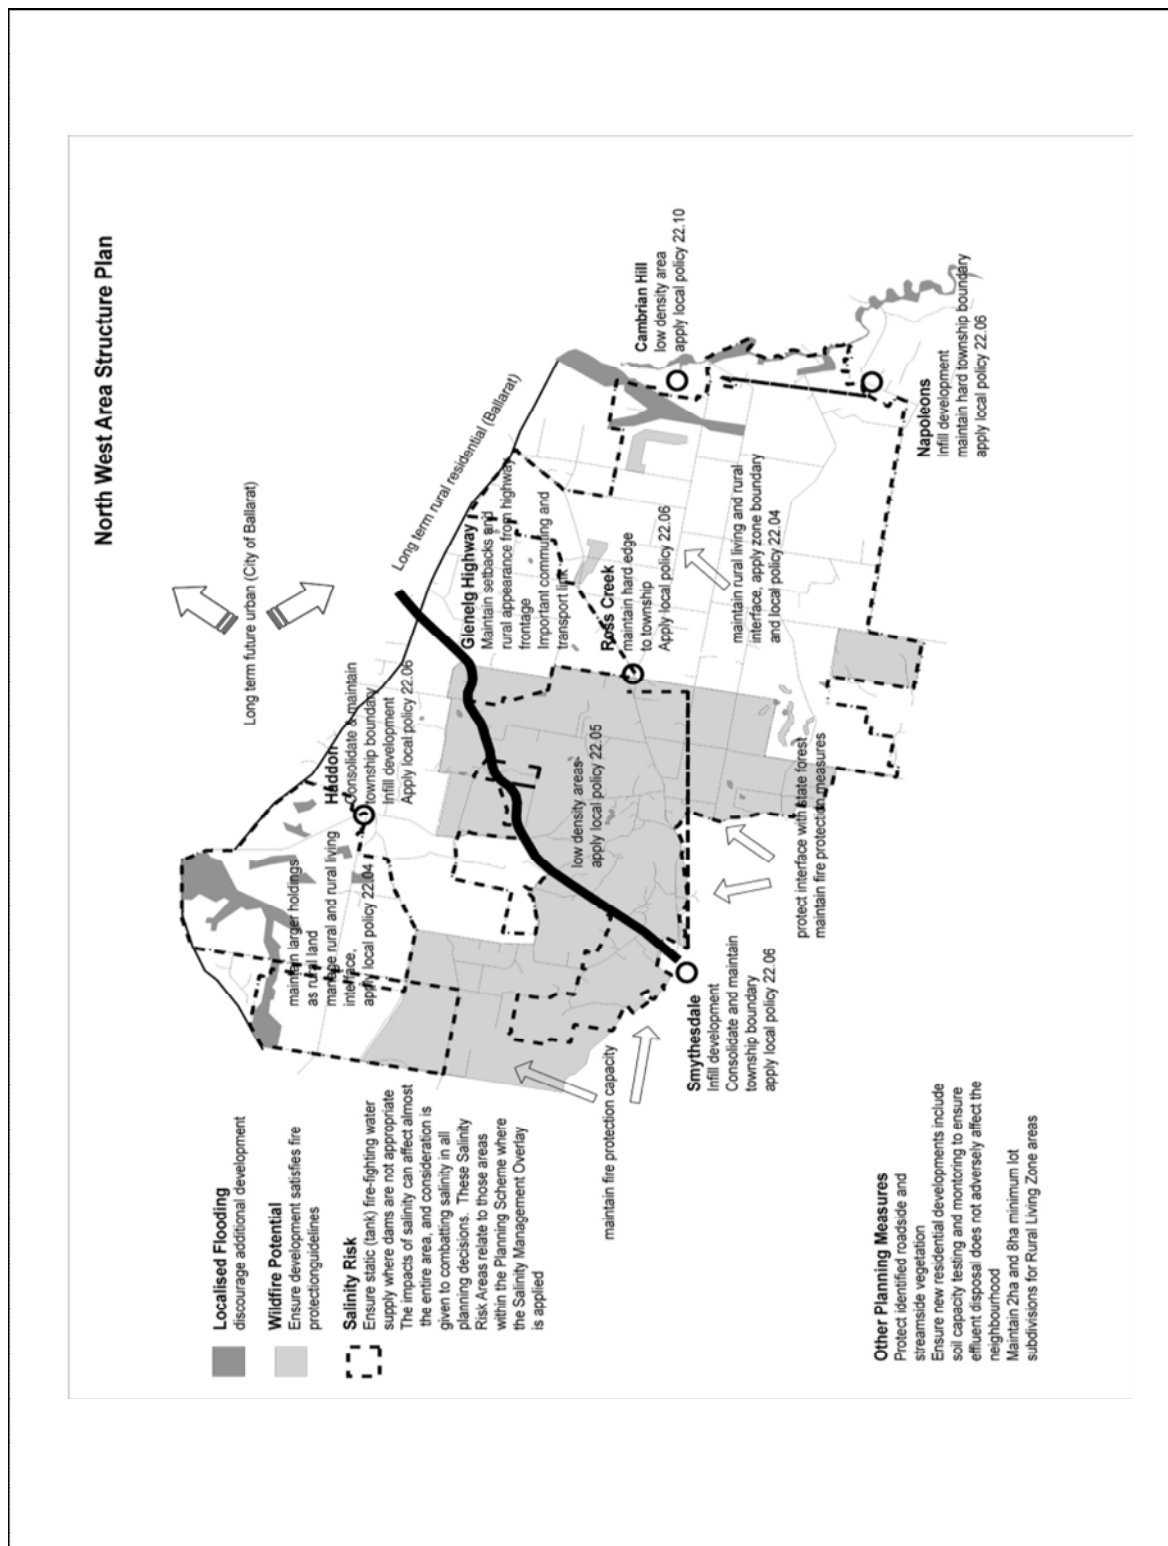 North West Area Structure Plan
Long term future urban (City of Ballarat)
Long term rural residential (Ballarat)
Localised Flooding
discourage additional development
Wildfire Potential
Ensure development satisfies fire
protectionguidelines
Salinity Risk
Ensure static (tank) fire-fighting water
supply where dams are not appropriate
The impacts of salinity can affect almost
the entire area, and consideration is
given to combatting salinity in all
planning decisions. These Salinity
Risk Areas relate to those areas
within the Planning Scheme where
the Salinity Management Overlay
is applied
maintain larger holdings
as rural land
manage rural and rural living
interface,
apply local policy 22.04
Haddon
Consolidate & maintain
township boundary
Infill development
Apply local policy 22.06
Glenelg Highway
Maintain setbacks and
rural appearance from highway
frontage
Important commuting and
transport link
Cambrian Hill
low density area
apply local policy 22.10
Ross Creek
maintain hard edge
to township
Apply local policy 22.06
low density areas-
apply local policy 22.05
maintain rural living and rural
interface, apply zone boundary
and local policy 22.04
maintain fire protection capacity
Smythesdale
Infill development
Consolidate and maintain
township boundary
apply local policy 22.06
protect interface with state forest
maintain fire protection measures
Napoleons
Infill development
maintain hard township boundary
apply local policy 22.06
Other Planning Measures
Protect identified roadside and
streamside vegetation
Ensure new residential developments include
soil capacity testing and montoring to ensure
effluent disposal does not adversely affect the
neighbourhood
Maintain 2ha and 8ha minimum lot
subdivisions for Rural Living Zone areas